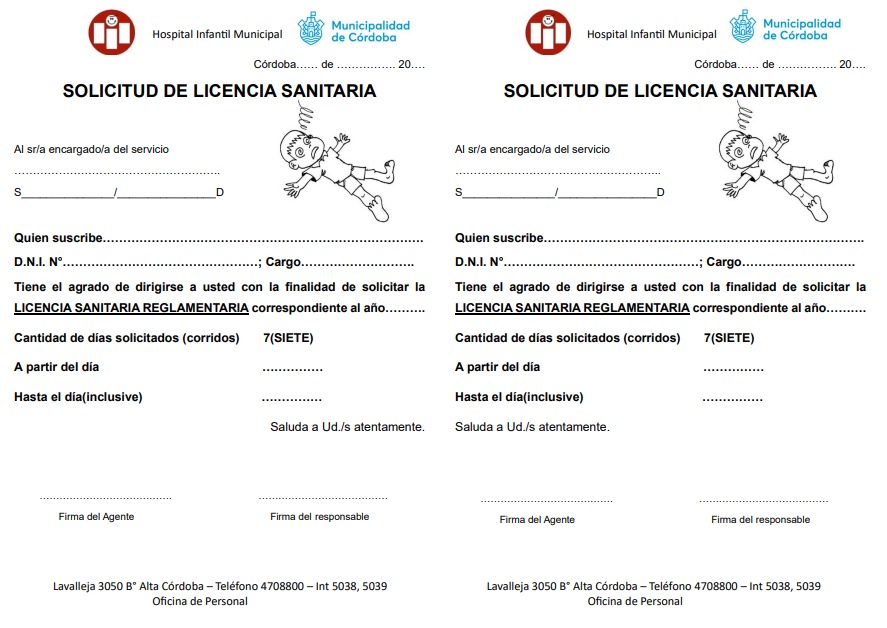 Hospital Infantil Municipal
Municipalidad
de Córdoba
Córdoba...... de ................ 20....
SOLICITUD DE LICENCIA SANITARIA
Al sr/a encargado/a del servicio
................................................................
S_______________/________________D
Quien suscribe..........................................................................
D.N.I. N°.............................................; Cargo..........................
Tiene el agrado de dirigirse a usted con la finalidad de solicitar la
LICENCIA SANITARIA REGLAMENTARIA correspondiente al año..........
Cantidad de días solicitados (corridos) 7(SIETE)
A partir del día ...............
Hasta el día(inclusive) ...............
Saluda a Ud./s atentamente.
.......................................... ..........................................
Firma del Agente Firma del responsable
Lavalleja 3050 B° Alta Córdoba – Teléfono 4708800 – Int 5038, 5039
Oficina de Personal
Hospital Infantil Municipal
Municipalidad
de Córdoba
Córdoba...... de ................ 20....
SOLICITUD DE LICENCIA SANITARIA
Al sr/a encargado/a del servicio
................................................................
S_______________/________________D
Quien suscribe..........................................................................
D.N.I. N°.............................................; Cargo..........................
Tiene el agrado de dirigirse a usted con la finalidad de solicitar la
LICENCIA SANITARIA REGLAMENTARIA correspondiente al año..........
Cantidad de días solicitados (corridos) 7(SIETE)
A partir del día ...............
Hasta el día(inclusive) ...............
Saluda a Ud./s atentamente.
.......................................... ..........................................
Firma del Agente Firma del responsable
Lavalleja 3050 B° Alta Córdoba – Teléfono 4708800 – Int 5038, 5039
Oficina de Personal